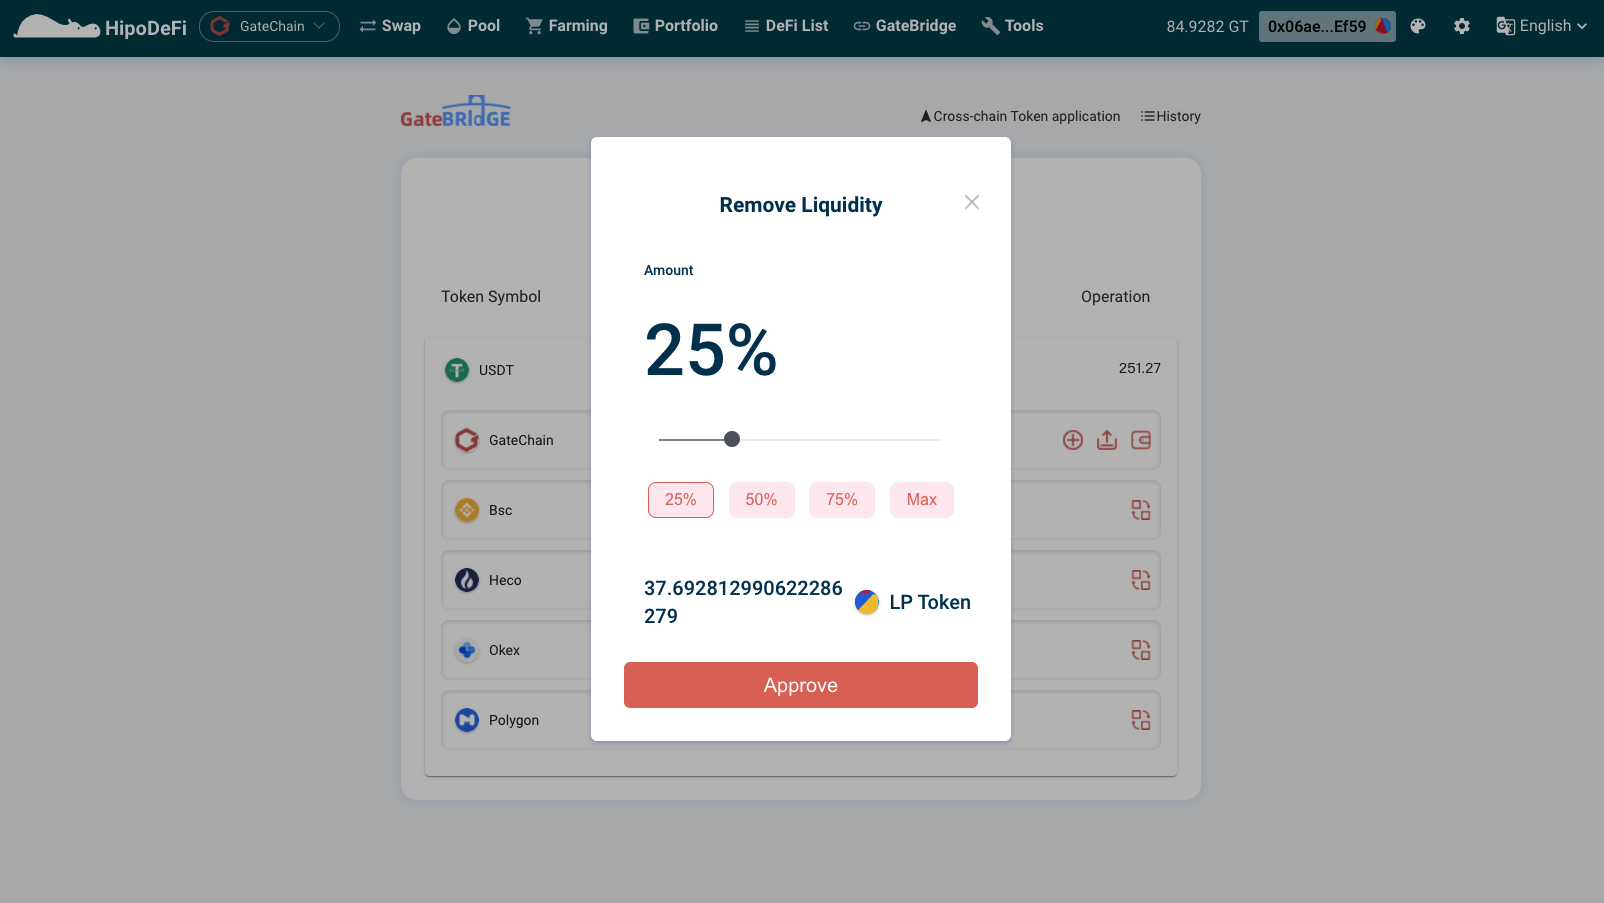 HipoDeFi GateChain Swap Pool Farming Portfolio DeFi List GateBridge Tools 84.9282 GT 0x06ae...Ef59 English
GateBRIdGE Cross-chain Token application History
Remove Liquidity
Amount
Token Symbol Operation
25%
USDT 251.27
GateChain
25% 50% 75% Max
Bsc
Heco
37.692812990622286
279
LP Token
Okex
Approve
Polygon